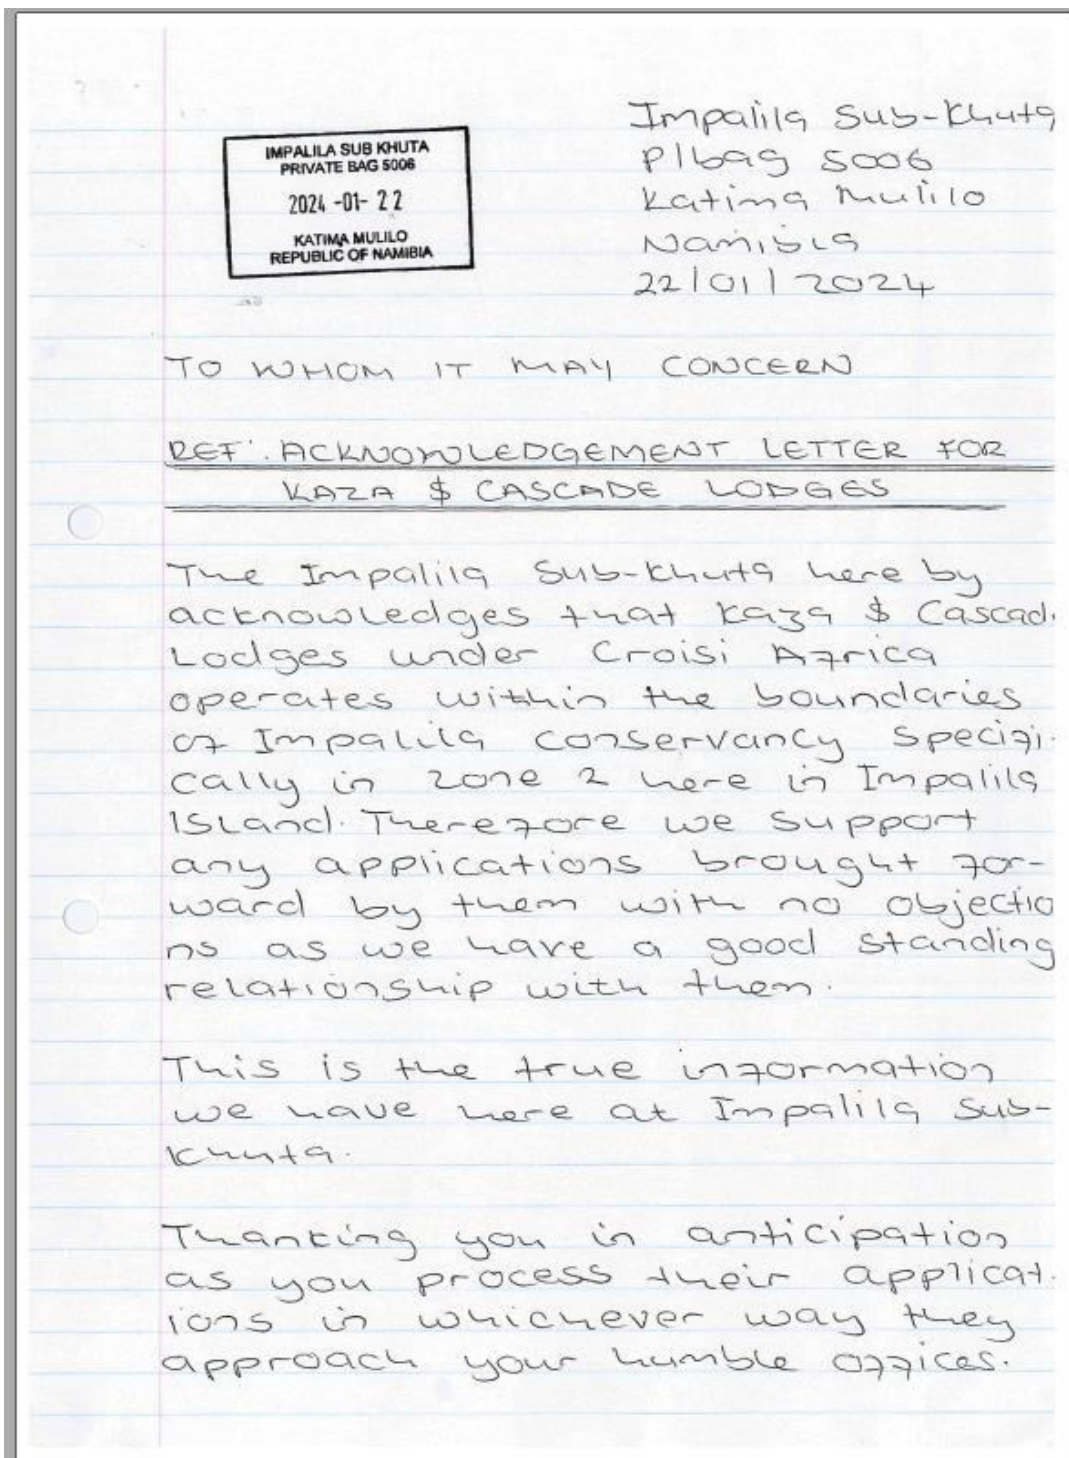 IMPALILA SUB KHUTA
PRIVATE BAG 5006
2024 -01- 22
KATIMA MULILO
REPUBLIC OF NAMIBIA
Impalila Sub-Khuta
P/bag 5006
Katima Mulilo
Namibia
22/01/2024
TO WHOM IT MAY CONCERN
REF: ACKNOWLEDGEMENT LETTER FOR
KAZA $ CASCADE LODGES
The Impalila Sub-Khuta here by
acknowledges that Kaza $ Cascad
Lodges under Croisi Africa
operates within the boundaries
of Impalila conservancy Specifi-
cally in zone 2 here in Impalila
Island. Therefore we support
any applications brought for-
ward by them with no objectio
ns as we have a good standing
relationship with them.
This is the true information
we have here at Impalila Sub-
Khuta.
Thanking you in anticipation
as you process their applicat-
ions in whichever way they
approach your humble offices.